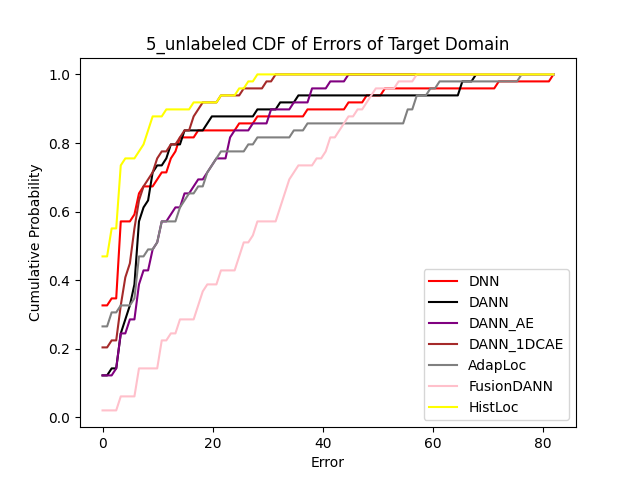 5_unlabeled CDF of Errors of Target Domain
Cumulative Probability
1.0
0.8
0.6
0.4
0.2
0.0
0 20 40 60 80
Error
DNN
DANN
DANN_AE
DANN_1DCAE
AdapLoc
FusionDANN
HistLoc